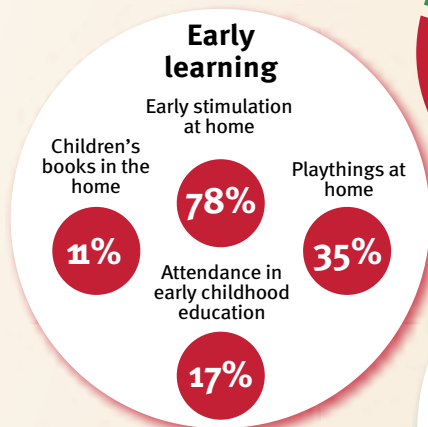 Early
learning
Early stimulation
at home
78%
Children's
books in the
home
11%
Playthings at
home
35%
Attendance in
early childhood
education
17%